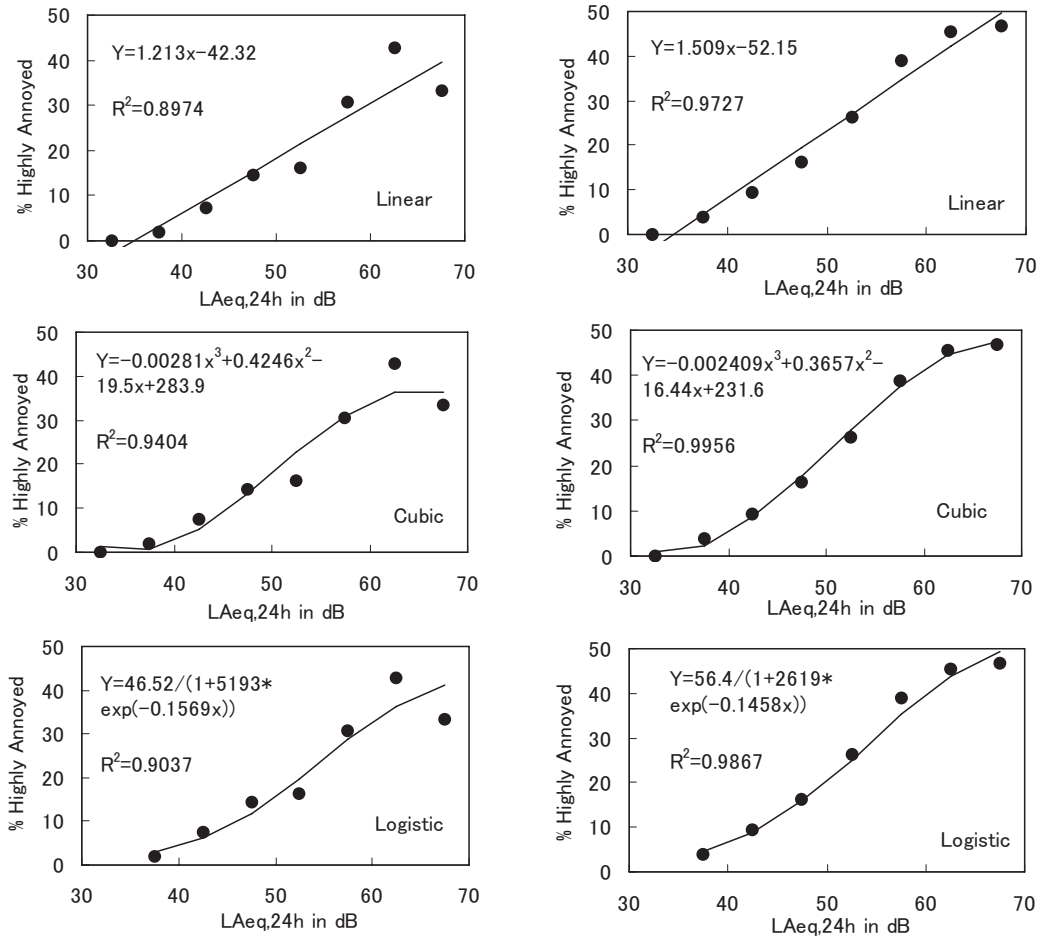 50
40
30
20
10
0
% Highly Annoyed
Y=1.213x−42.32
R²=0.8974
Linear
30 40 50 60 70
LAeq,24h in dB
50
40
30
20
10
0
% Highly Annoyed
Y=1.509x−52.15
R²=0.9727
Linear
30 40 50 60 70
LAeq,24h in dB
50
40
30
20
10
0
% Highly Annoyed
Y=−0.00281x³+0.4246x²−
19.5x+283.9
R²=0.9404
Cubic
30 40 50 60 70
LAeq,24h in dB
50
40
30
20
10
0
% Highly Annoyed
Y=−0.002409x³+0.3657x²−
16.44x+231.6
R²=0.9956
Cubic
30 40 50 60 70
LAeq,24h in dB
50
40
30
20
10
0
% Highly Annoyed
Y=46.52/(1+5193*
exp(−0.1569x))
R²=0.9037
Logistic
30 40 50 60 70
LAeq,24h in dB
50
40
30
20
10
0
% Highly Annoyed
Y=56.4/(1+2619*
exp(−0.1458x))
R²=0.9867
Logistic
30 40 50 60 70
LAeq,24h in dB